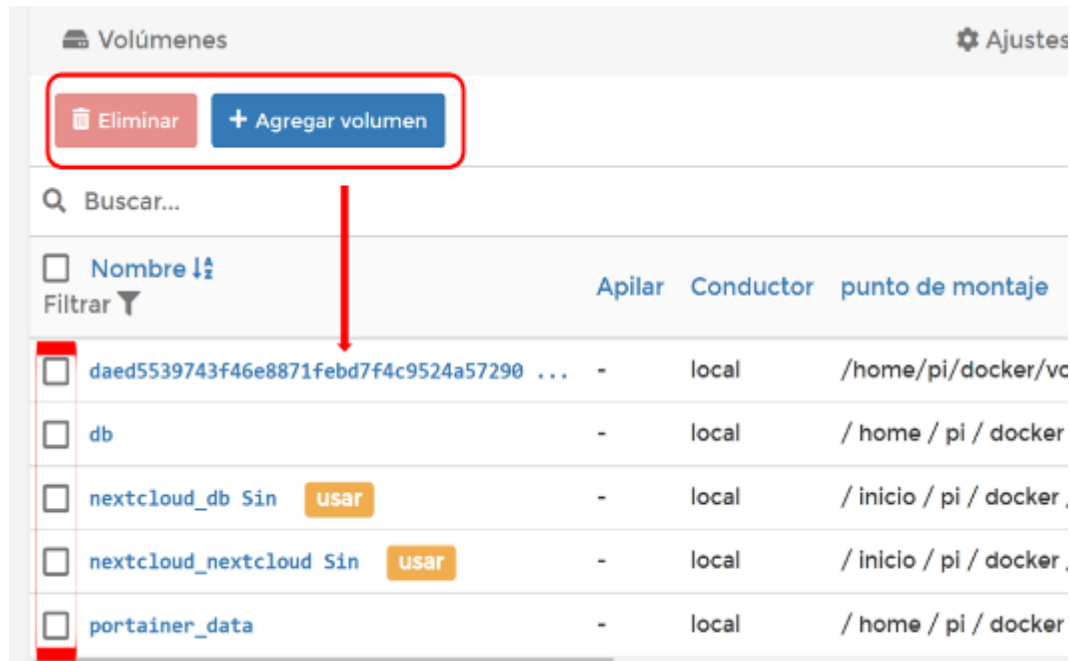 Volúmenes Ajustes
Eliminar + Agregar volumen
Buscar...
Nombre
Filtrar Apilar Conductor punto de montaje
daed5539743f46e8871febd7f4c9524a57290 ... - local /home/pi/docker/vo
db - local / home / pi / docker
nextcloud_db Sin usar - local / inicio / pi / docker
nextcloud_nextcloud Sin usar - local / inicio / pi / docker
portainer_data - local / home / pi / docker